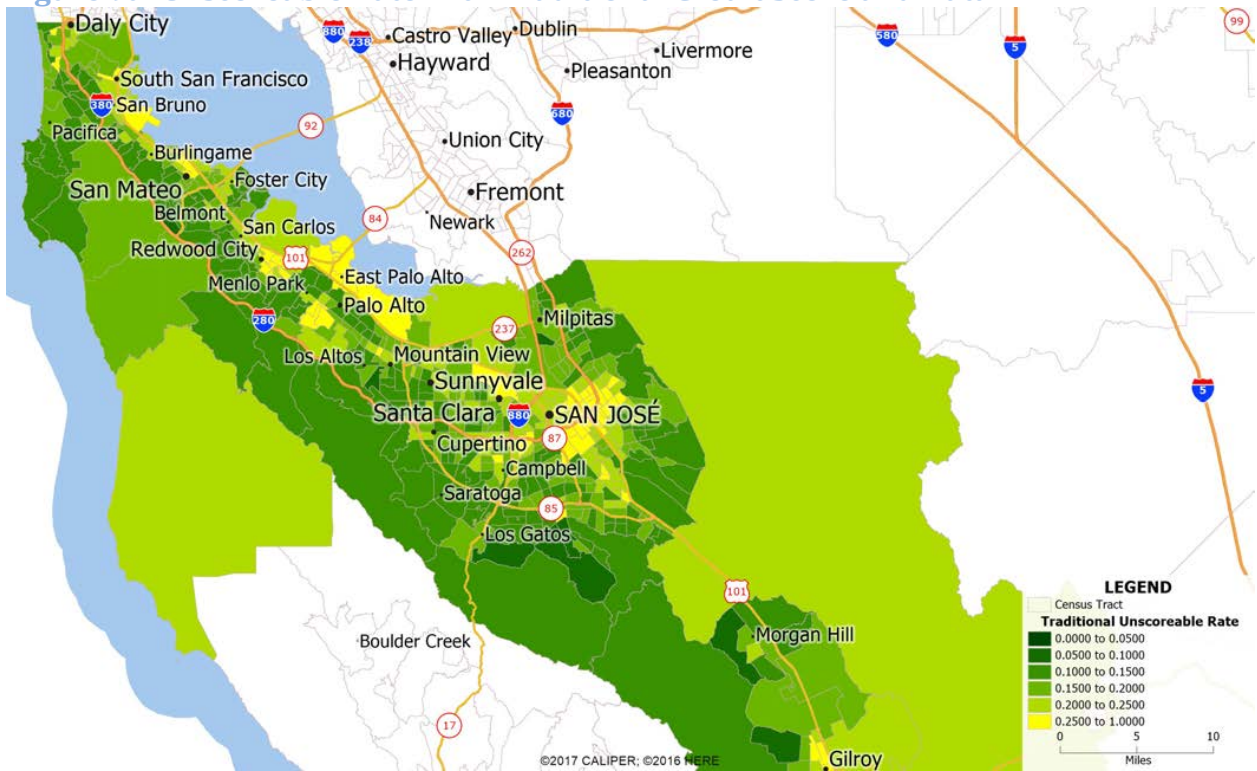 Daly City
880
238
Castro Valley
Dublin
580
5
99
Hayward
Livermore
Pleasanton
South San Francisco
380
San Bruno
680
Pacifica
92
Union City
Burlingame
San Mateo
Foster City
Fremont
Belmont
San Carlos
84
Newark
Redwood City
101
262
East Palo Alto
Menlo Park
Palo Alto
280
237
Milpitas
Los Altos
Mountain View
Sunnyvale
5
Santa Clara
880
SAN JOSÉ
Cupertino
87
Campbell
Saratoga
85
Los Gatos
101
Morgan Hill
Boulder Creek
17
Gilroy
LEGEND
Census Tract
Traditional Unscoreable Rate
0.0000 to 0.0500
0.0500 to 0.1000
0.1000 to 0.1500
0.1500 to 0.2000
0.2000 to 0.2500
0.2500 to 1.0000
0 5 10
Miles
©2017 CALIPER; ©2016 HERE